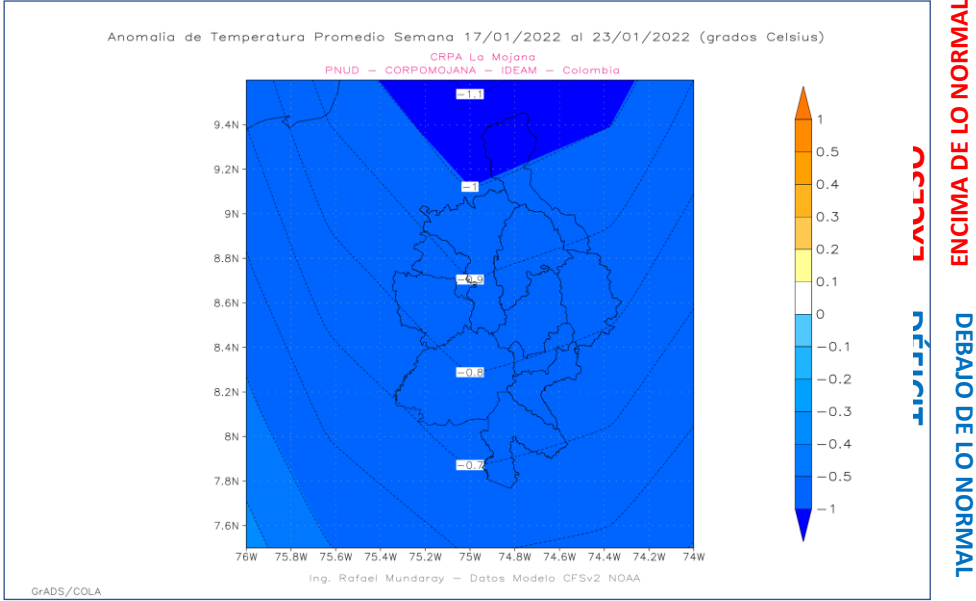 Anomalia de Temperatura Promedio Semana 17/01/2022 al 23/01/2022 (grados Celsius)
CRPA La Mojana
PNUD – CORPOMOJANA – IDEAM – Colombia
−1.1
−1
−0.9
−0.8
−0.7
9.4N
9.2N
9N
8.8N
8.6N
8.4N
8.2N
8N
7.8N
7.6N
76W 75.8W 75.6W 75.4W 75.2W 75W 74.8W 74.6W 74.4W 74.2W 74W
1
0.5
0.4
0.3
0.2
0.1
0
−0.1
−0.2
−0.3
−0.4
−0.5
−1
ENCIMA DE LO NORMAL
DEBAJO DE LO NORMAL
Ing. Rafael Mundaray – Datos Modelo CFSv2 NOAA
GrADS/COLA